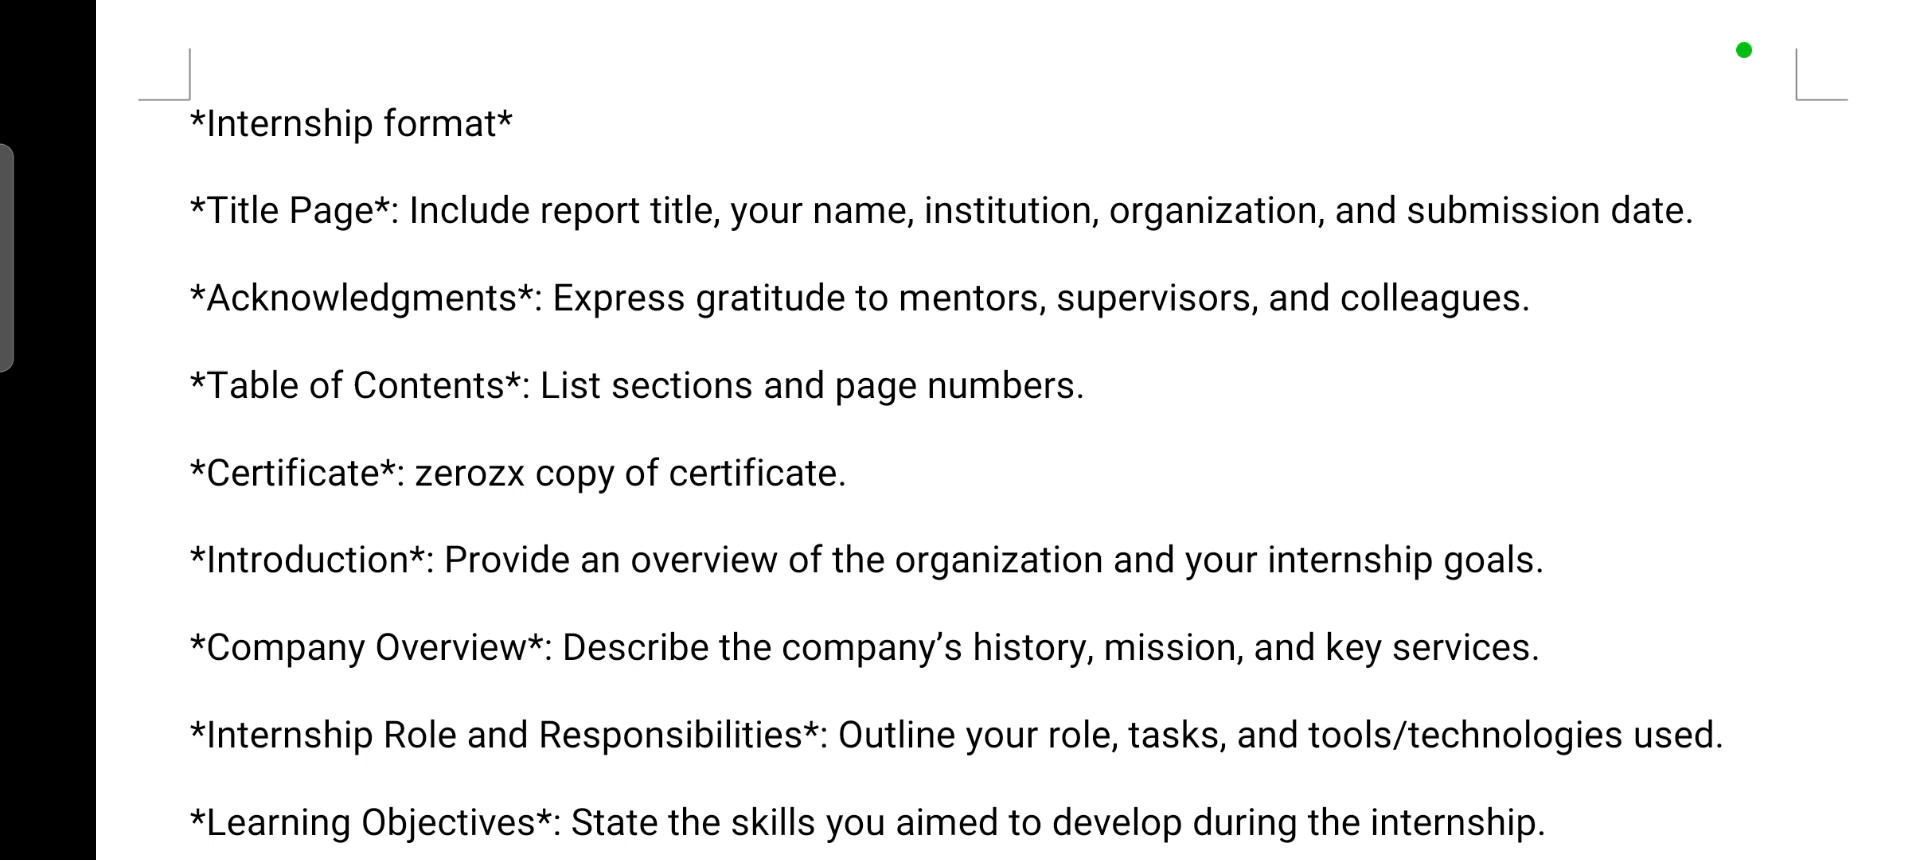 *Internship format*
*Title Page*: Include report title, your name, institution, organization, and submission date.
*Acknowledgments*: Express gratitude to mentors, supervisors, and colleagues.
*Table of Contents*: List sections and page numbers.
*Certificate*: zerozx copy of certificate.
*Introduction*: Provide an overview of the organization and your internship goals.
*Company Overview*: Describe the company’s history, mission, and key services.
*Internship Role and Responsibilities*: Outline your role, tasks, and tools/technologies used.
*Learning Objectives*: State the skills you aimed to develop during the internship.